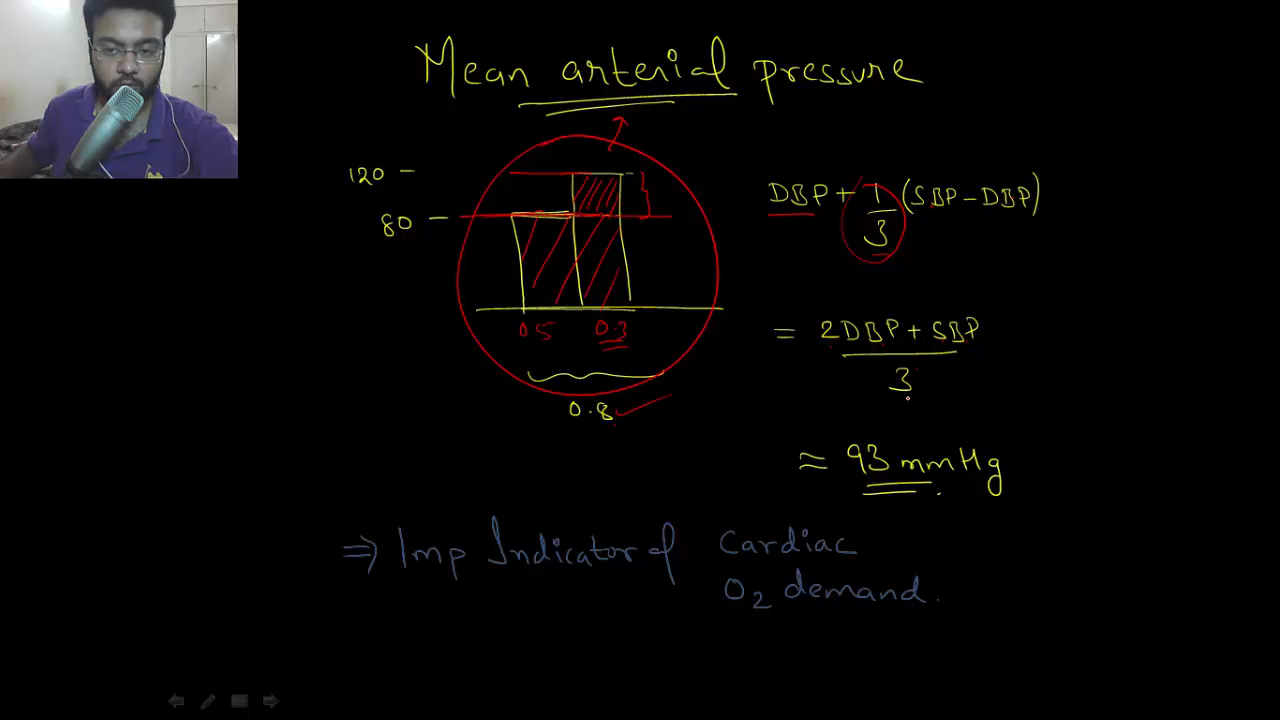 Mean arterial pressure
120 -
80 -
0.5 0.3
0.8
DBP + 1/3 (SBP - DBP)
= 2DBP + SBP
3
≈ 93 mmHg
⇒ Imp Indicator of Cardiac
O2 demand.